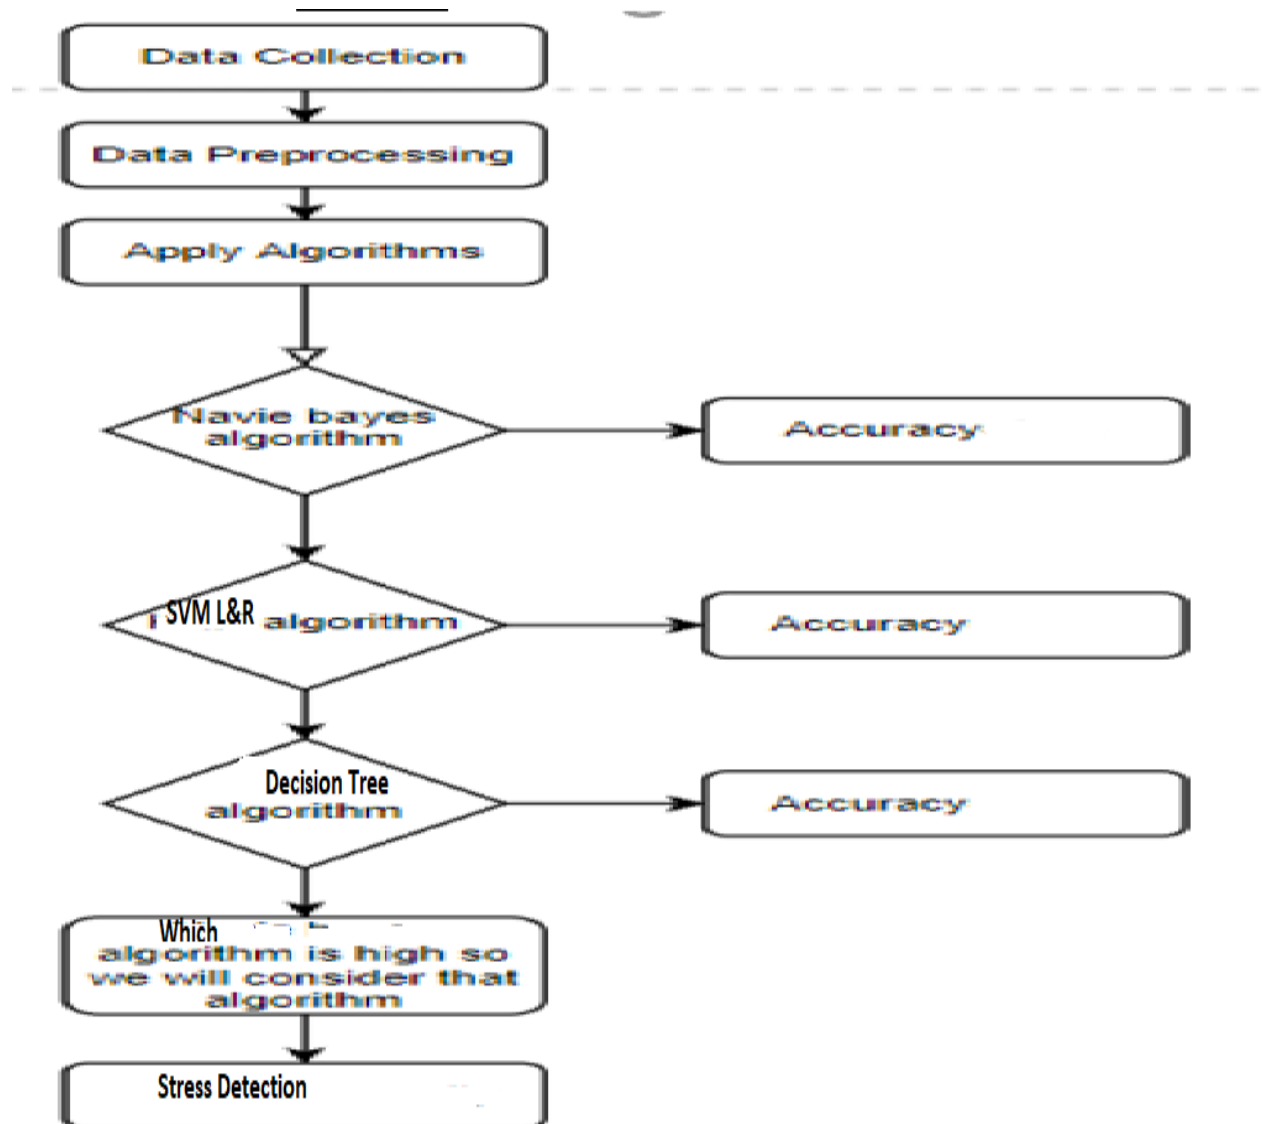 Data Collection
Data Preprocessing
Apply Algorithms
Navie bayes
algorithm
Accuracy
SVM L&R algorithm
Accuracy
Decision Tree
algorithm
Accuracy
Which
algorithm is high so
we will consider that
algorithm
Stress Detection